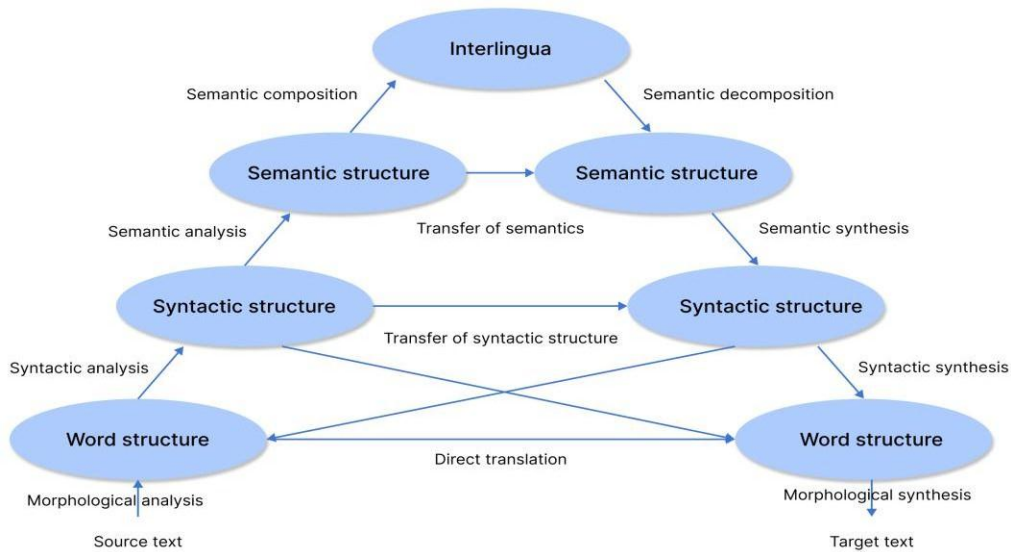 Interlingua
Semantic composition
Semantic decomposition
Semantic structure
Semantic structure
Semantic analysis
Transfer of semantics
Semantic synthesis
Syntactic structure
Syntactic structure
Transfer of syntactic structure
Syntactic analysis
Syntactic synthesis
Word structure
Word structure
Direct translation
Morphological analysis
Morphological synthesis
Source text
Target text